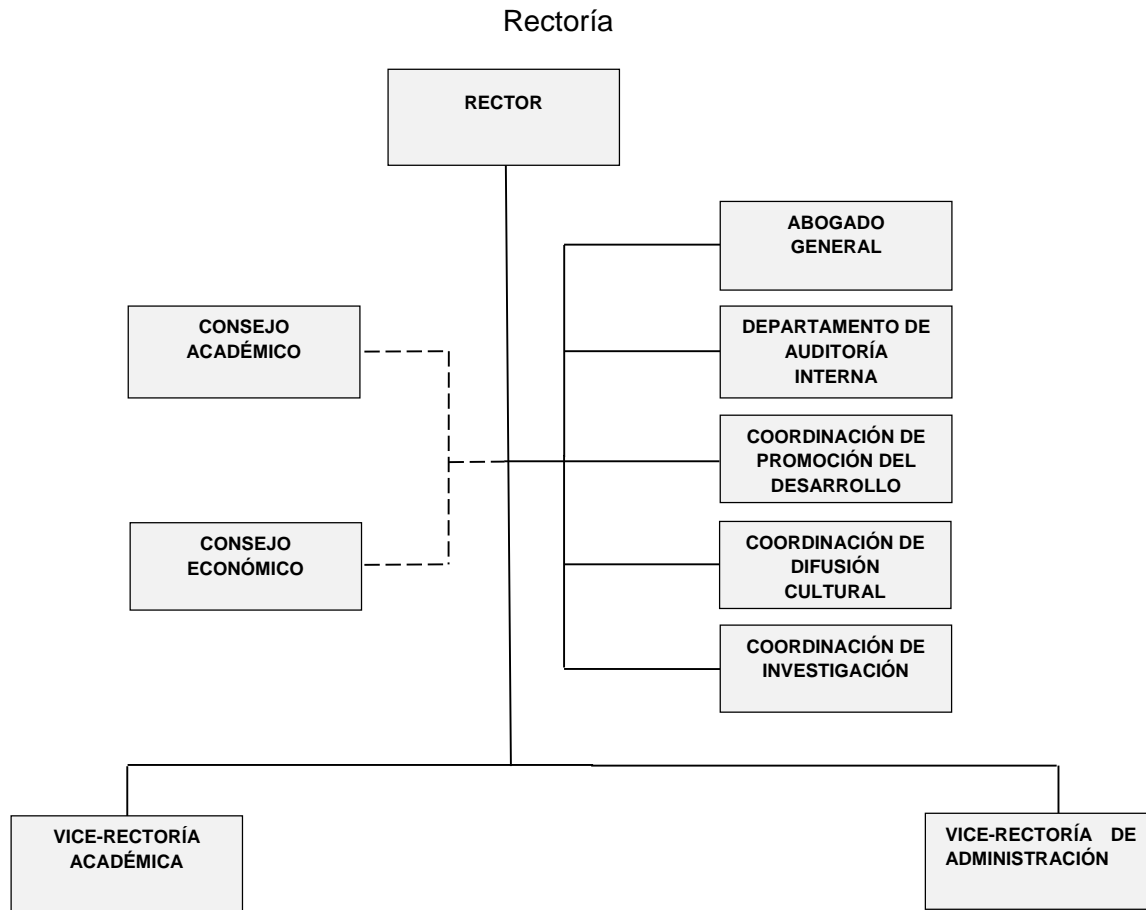 Rectoría
RECTOR
ABOGADO
GENERAL
CONSEJO
ACADÉMICO
DEPARTAMENTO DE
AUDITORÍA
INTERNA
COORDINACIÓN DE
PROMOCIÓN DEL
DESARROLLO
CONSEJO
ECONÓMICO
COORDINACIÓN DE
DIFUSIÓN
CULTURAL
COORDINACIÓN DE
INVESTIGACIÓN
VICE-RECTORÍA
ACADÉMICA
VICE-RECTORÍA DE
ADMINISTRACIÓN